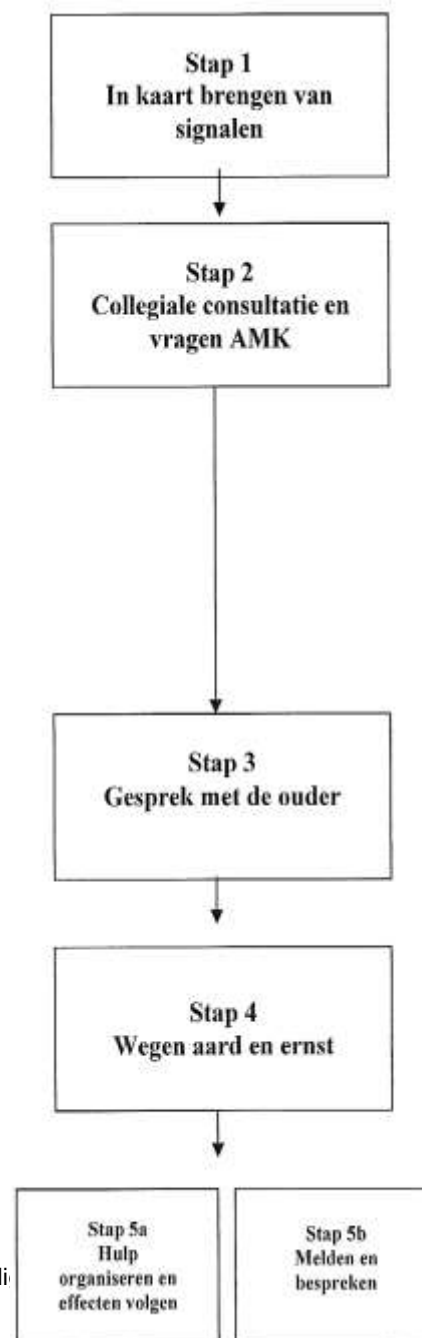 Stap 1
In kaart brengen van
signalen
Stap 2
Collegiale consultatie en
vragen AMK
Stap 3
Gesprek met de ouder
Stap 4
Wegen aard en ernst
Stap 5a
Hulp
organiseren en
effecten volgen
Stap 5b
Melden en
bespreken